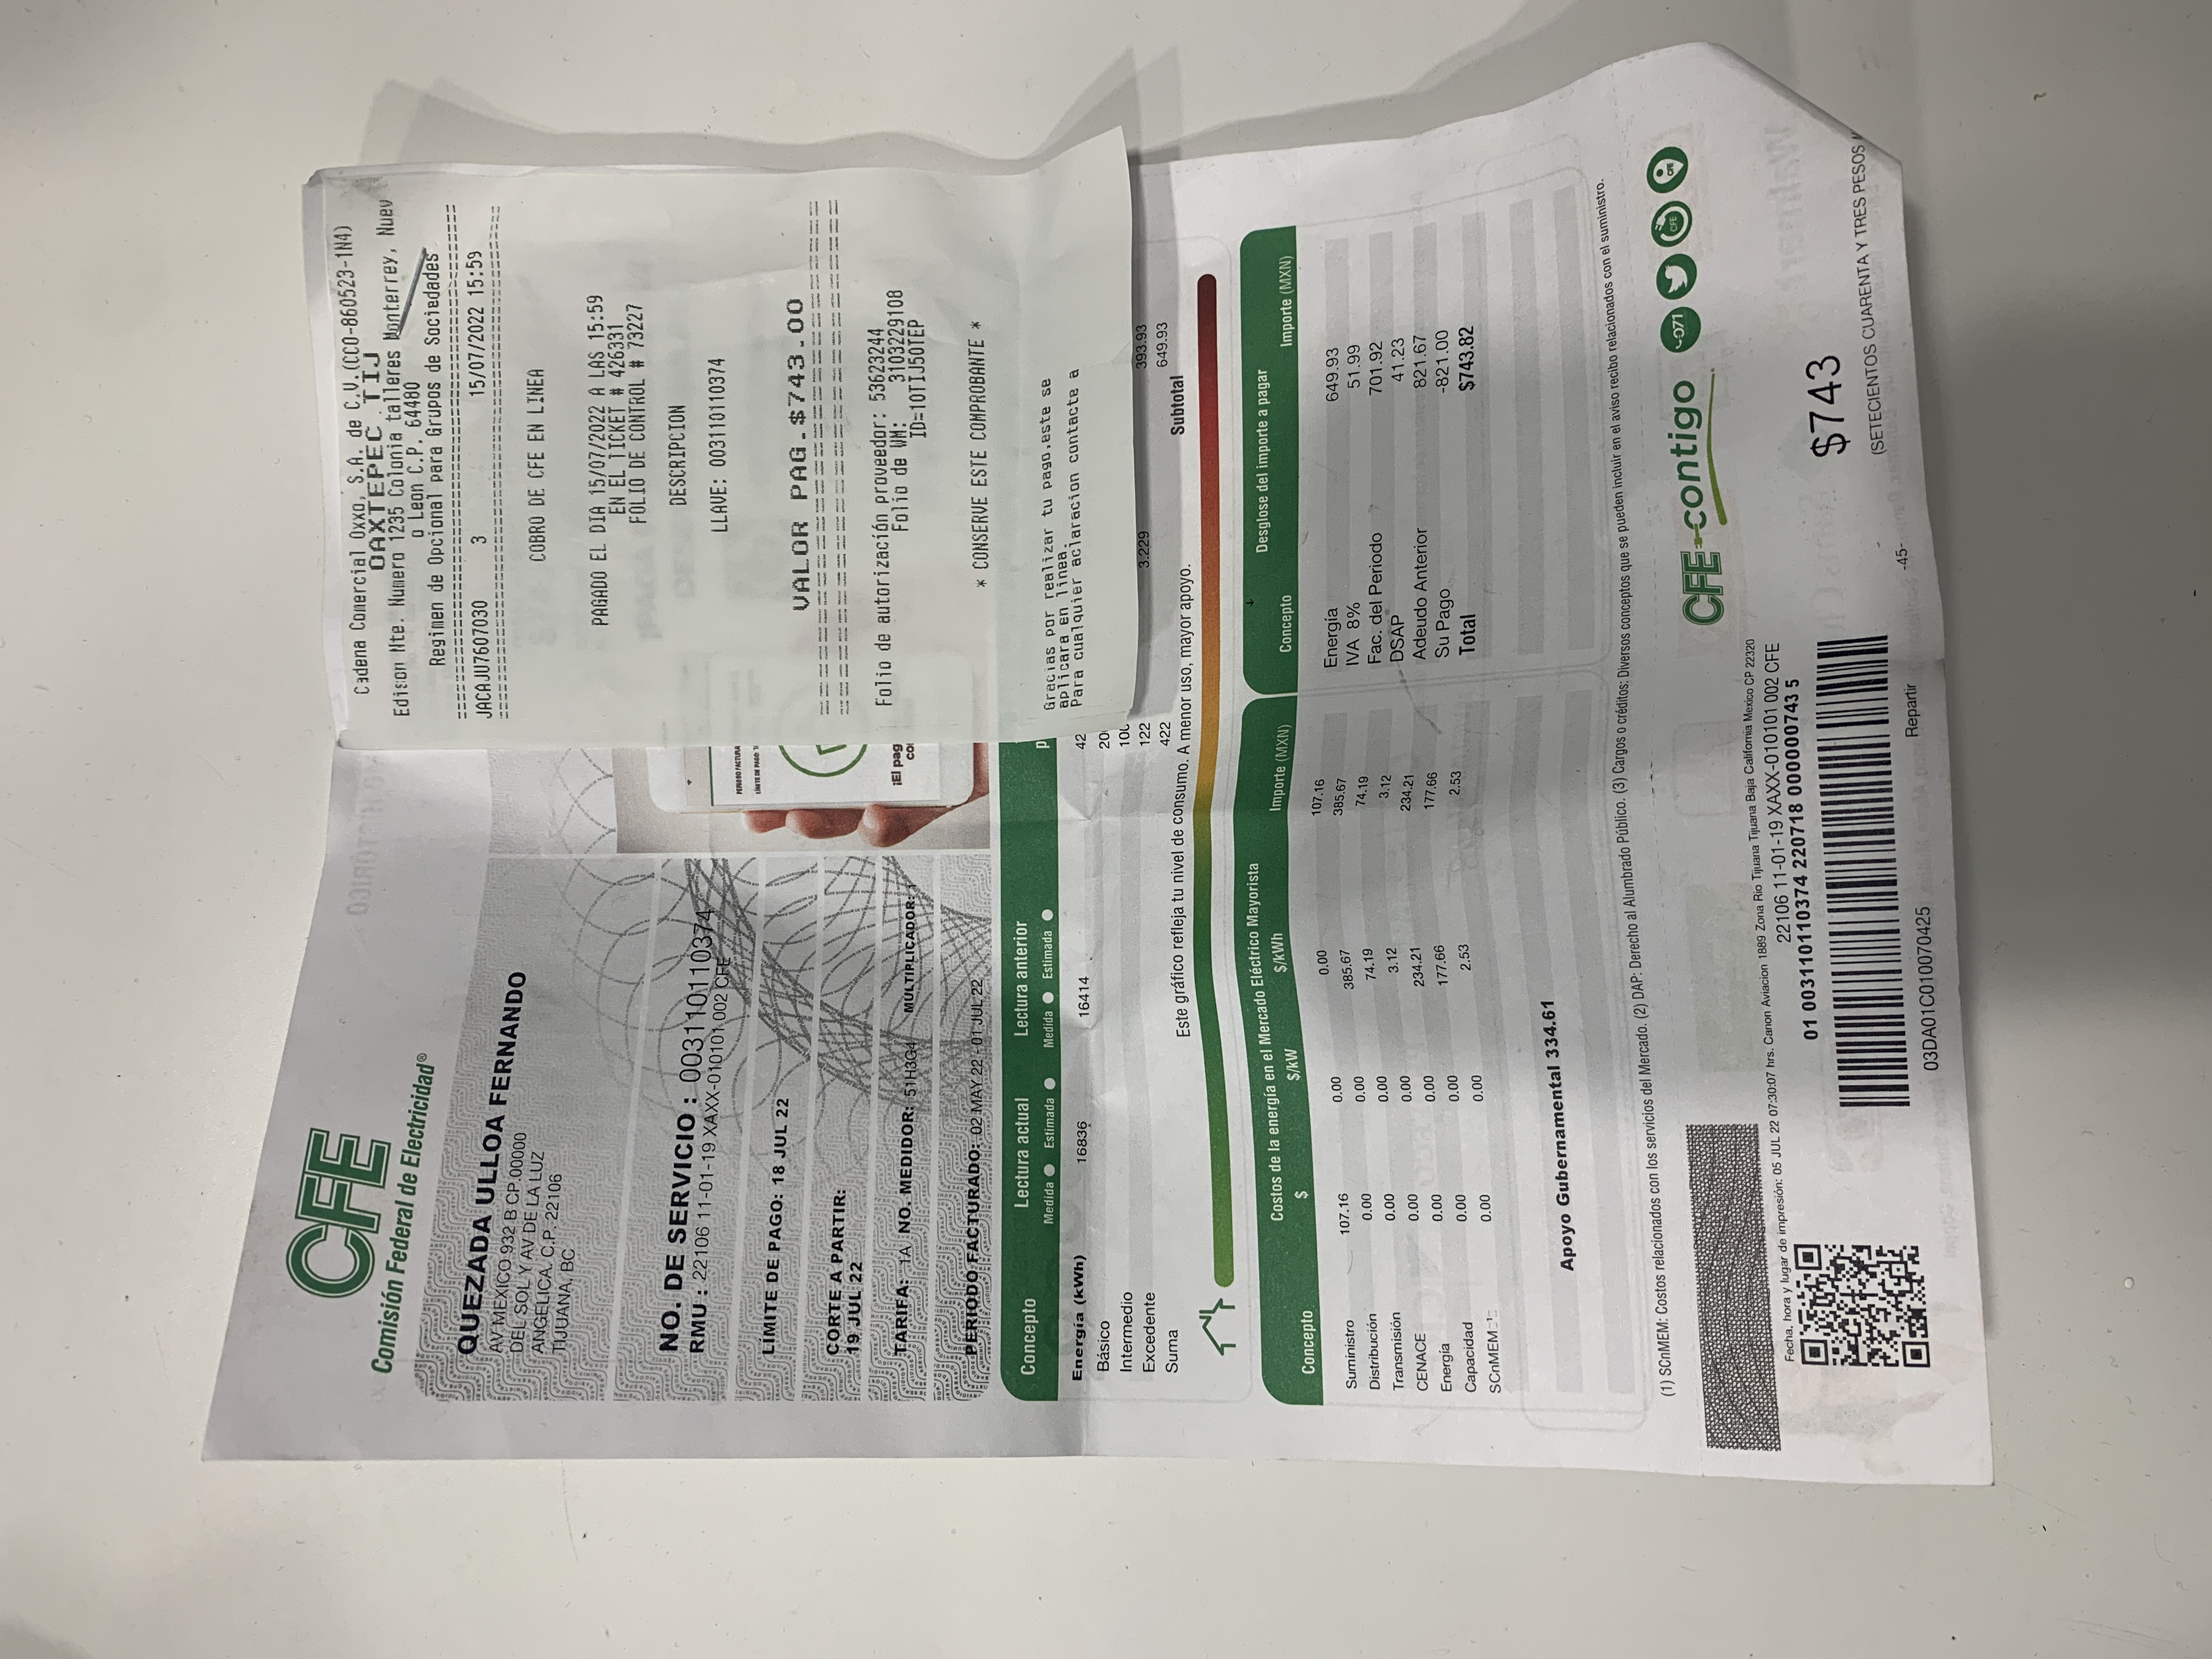 CFE
Comisión Federal de Electricidad®
QUEZADA ULLOA FERNANDO
AV MEXICO 932 B CP.00000
DEL SOL Y AV DE LA LUZ
ANGELICA. C.P. 22106
TIJUANA, BC
NO. DE SERVICIO : 003110110374
RMU : 22106 11-01-19 XAXX-010101 002 CFE
LÍMITE DE PAGO: 18 JUL 22
CORTE A PARTIR:
19 JUL 22
TARIFA: 1A NO. MEDIDOR: 51H3G4 MULTIPLICADOR: 1
PERIODO FACTURADO: 02 MAY 22 - 01 JUL 22
PERIODO FACTURA
LÍMITE DE PAGO: 1
¡El pag
co
Cadena Comercial Oxxo, S.A. de C.V.(CCO-860523-1N4)
OAXTEPEC TIJ
Edison Nte. Numero 1235 Colonia talleres Monterrey, Nuev
o Leon C.P. 64480
Regimen de Opcional para Grupos de Sociedades
JACAJU7607030 3 15/07/2022 15:59
COBRO DE CFE EN LINEA
PAGADO EL DIA 15/07/2022 A LAS 15:59
EN EL TICKET # 426331
FOLIO DE CONTROL # 73227
DESCRIPCION
LLAVE: 003110110374
VALOR PAG.$743.00
Folio de autorización proveedor: 53623244
Folio de WM: 3103229108
ID=10TIJ50TEP
* CONSERVE ESTE COMPROBANTE *
Gracias por realizar tu pago,este se
aplicara en linea.
Para cualquier aclaracion contacte a
Concepto Lectura actual Lectura anterior p
Medida Estimada Medida Estimada
Energía (kWh) 16836 16414 42
Básico 20
Intermedio 100
Excedente 122 3.229 393.93
Suma 422 649.93
Este gráfico refleja tu nivel de consumo. A menor uso, mayor apoyo. Subtotal
Costos de la energía en el Mercado Eléctrico Mayorista
Concepto $ $/kW $/kWh Importe (MXN)
Suministro 107.16 0.00 0.00 107.16
Distribución 0.00 0.00 385.67 385.67
Transmisión 0.00 0.00 74.19 74.19
CENACE 0.00 0.00 3.12 3.12
Energía 0.00 0.00 234.21 234.21
Capacidad 0.00 0.00 177.66 177.66
SCnMEM (1) 0.00 0.00 2.53 2.53
Apoyo Gubernamental 334.61
Desglose del importe a pagar
Concepto Importe (MXN)
Energía 649.93
IVA 8% 51.99
Fac. del Periodo 701.92
DSAP 41.23
Adeudo Anterior 821.67
Su Pago -821.00
Total $743.82
(1) SCnMEM: Costos relacionados con los servicios del Mercado. (2) DAP: Derecho al Alumbrado Público. (3) Cargos o créditos: Diversos conceptos que se pueden incluir en el aviso recibo relacionados con el suministro.
CFE contigo 071 CFE CFE
Fecha, hora y lugar de impresión: 05 JUL 22 07:30:07 hrs. Canon Aviacion 1889 Zona Rio Tijuana Tijuana Baja California Mexico CP 22320
22106 11-01-19 XAXX-010101 002 CFE
01 003110110374 220718 000000743 5
03DA01C010070425
Repartir
-45-
$743
(SETECIENTOS CUARENTA Y TRES PESOS